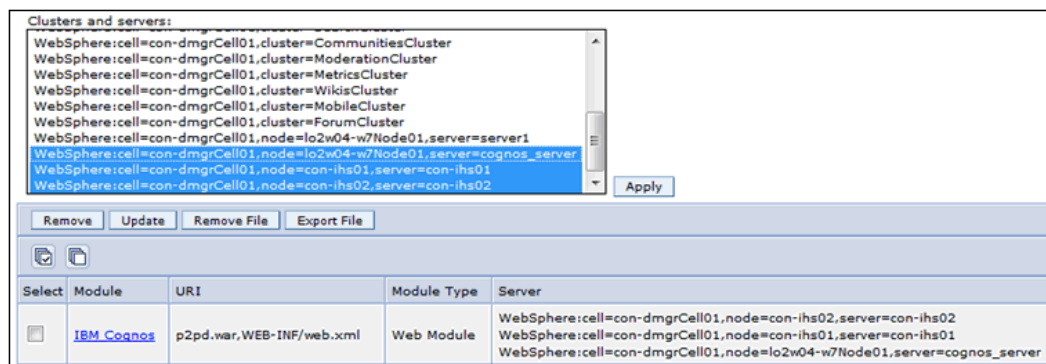 Clusters and servers:
WebSphere:cell=con-dmgrCell01,cluster=CommunitiesCluster
WebSphere:cell=con-dmgrCell01,cluster=ModerationCluster
WebSphere:cell=con-dmgrCell01,cluster=MetricsCluster
WebSphere:cell=con-dmgrCell01,cluster=WikisCluster
WebSphere:cell=con-dmgrCell01,cluster=MobileCluster
WebSphere:cell=con-dmgrCell01,cluster=ForumCluster
WebSphere:cell=con-dmgrCell01,node=lo2w04-w7Node01,server=server1
WebSphere:cell=con-dmgrCell01,node=lo2w04-w7Node01,server=cognos_server
WebSphere:cell=con-dmgrCell01,node=con-ihs01,server=con-ihs01
WebSphere:cell=con-dmgrCell01,node=con-ihs02,server=con-ihs02
Apply
Remove Update Remove File Export File
Select Module URI Module Type Server
IBM Cognos p2pd.war,WEB-INF/web.xml Web Module
WebSphere:cell=con-dmgrCell01,node=con-ihs02,server=con-ihs02
WebSphere:cell=con-dmgrCell01,node=con-ihs01,server=con-ihs01
WebSphere:cell=con-dmgrCell01,node=lo2w04-w7Node01,server=cognos_server